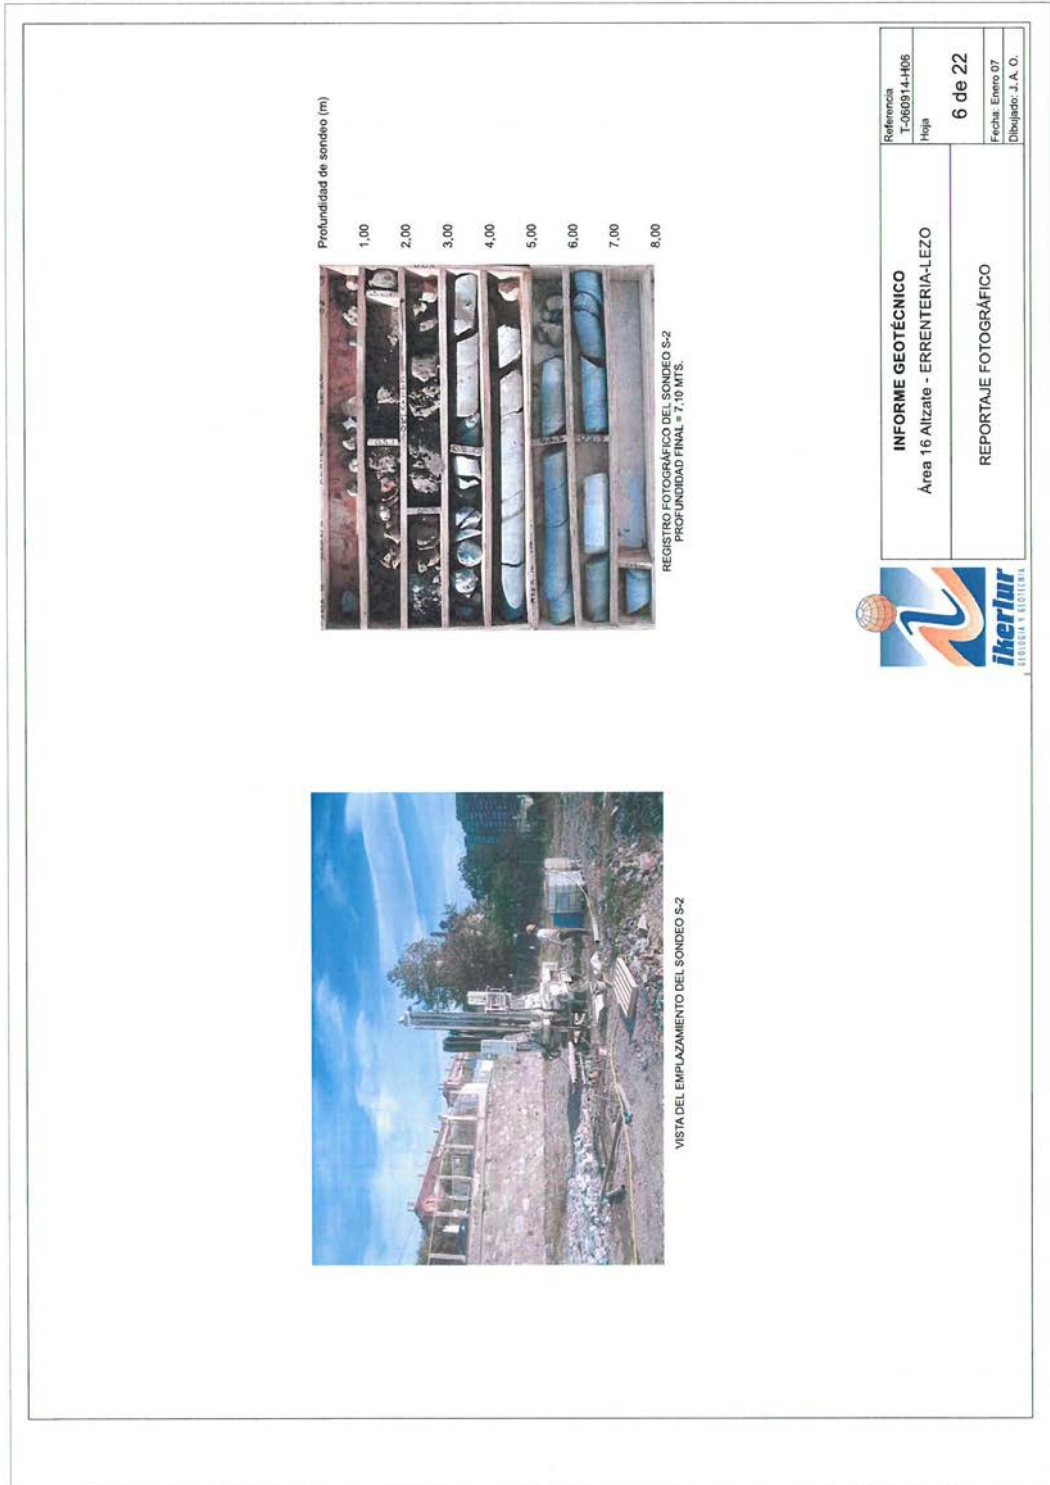 Profundidad de sondeo (m)
1,00
2,00
3,00
4,00
5,00
6,00
7,00
8,00
REGISTRO FOTOGRÁFICO DEL SONDEO S-2
PROFUNDIDAD FINAL = 7,10 MTS.
VISTA DEL EMPLAZAMIENTO DEL SONDEO S-2
ikerlur
GEOLOGIA Y GEOTECNIA
INFORME GEOTÉCNICO
Área 16 Altzate - ERRENTERIA-LEZO
REPORTAJE FOTOGRÁFICO
Referencia
T-060914-H06
Hoja
6 de 22
Fecha: Enero 07
Dibujado: J. A. O.